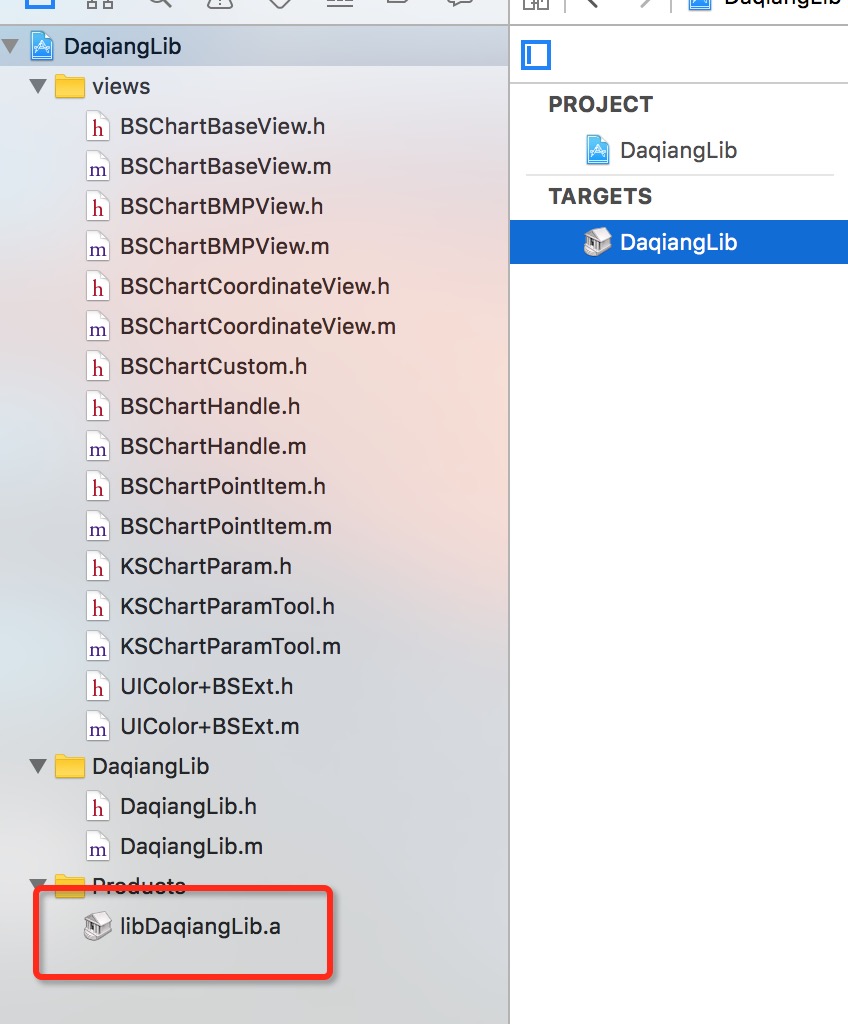 DaqiangLib
DaqiangLib
views
h BSChartBaseView.h
m BSChartBaseView.m
h BSChartBMPView.h
m BSChartBMPView.m
h BSChartCoordinateView.h
m BSChartCoordinateView.m
h BSChartCustom.h
h BSChartHandle.h
m BSChartHandle.m
h BSChartPointItem.h
m BSChartPointItem.m
h KSChartParam.h
h KSChartParamTool.h
m KSChartParamTool.m
h UIColor+BSExt.h
m UIColor+BSExt.m
DaqiangLib
h DaqiangLib.h
m DaqiangLib.m
Products
libDaqiangLib.a
PROJECT
DaqiangLib
TARGETS
DaqiangLib